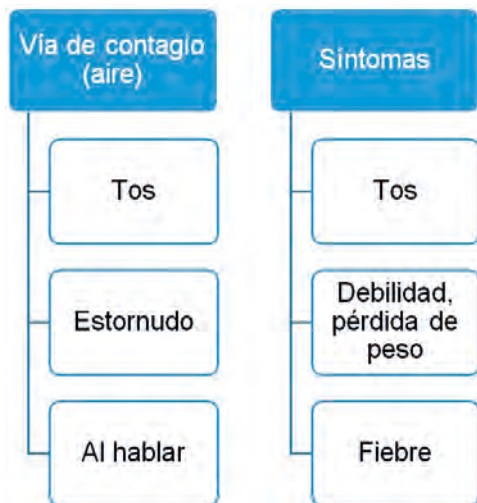 Vía de contagio
(aire)
Tos
Estornudo
Al hablar
Síntomas
Tos
Debilidad,
pérdida de
peso
Fiebre